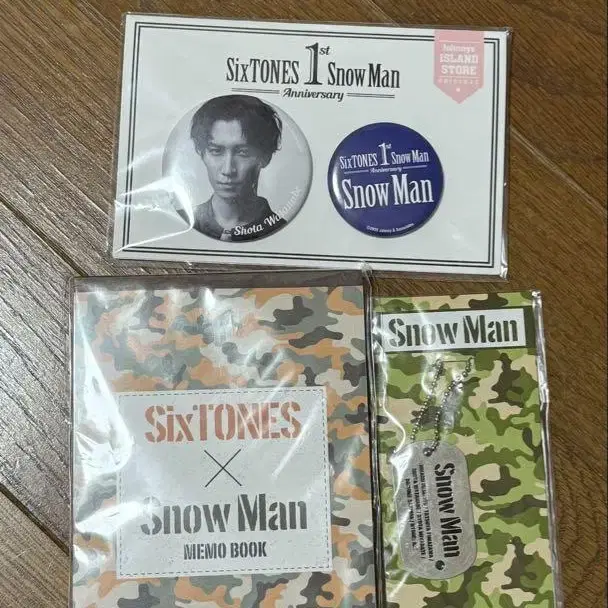 SixTONES 1st Snow Man
Anniversary
Johnny's
ISLAND
STORE
Shota Watanabe
SixTONES 1st Snow Man
Anniversary
Snow Man
Snow Man
SixTONES
×
Snow Man
MEMO BOOK
Snow Man